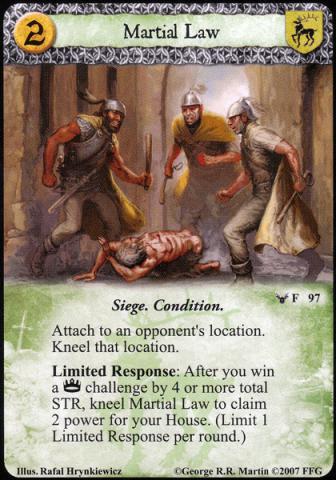 2
Martial Law
F 97
Siege. Condition.
Attach to an opponent's location.
Kneel that location.
Limited Response: After you win
a challenge by 4 or more total
STR, kneel Martial Law to claim
2 power for your House. (Limit 1
Limited Response per round.)
Illus. Rafal Hrynkiewicz ©George R.R. Martin ©2007 FFG